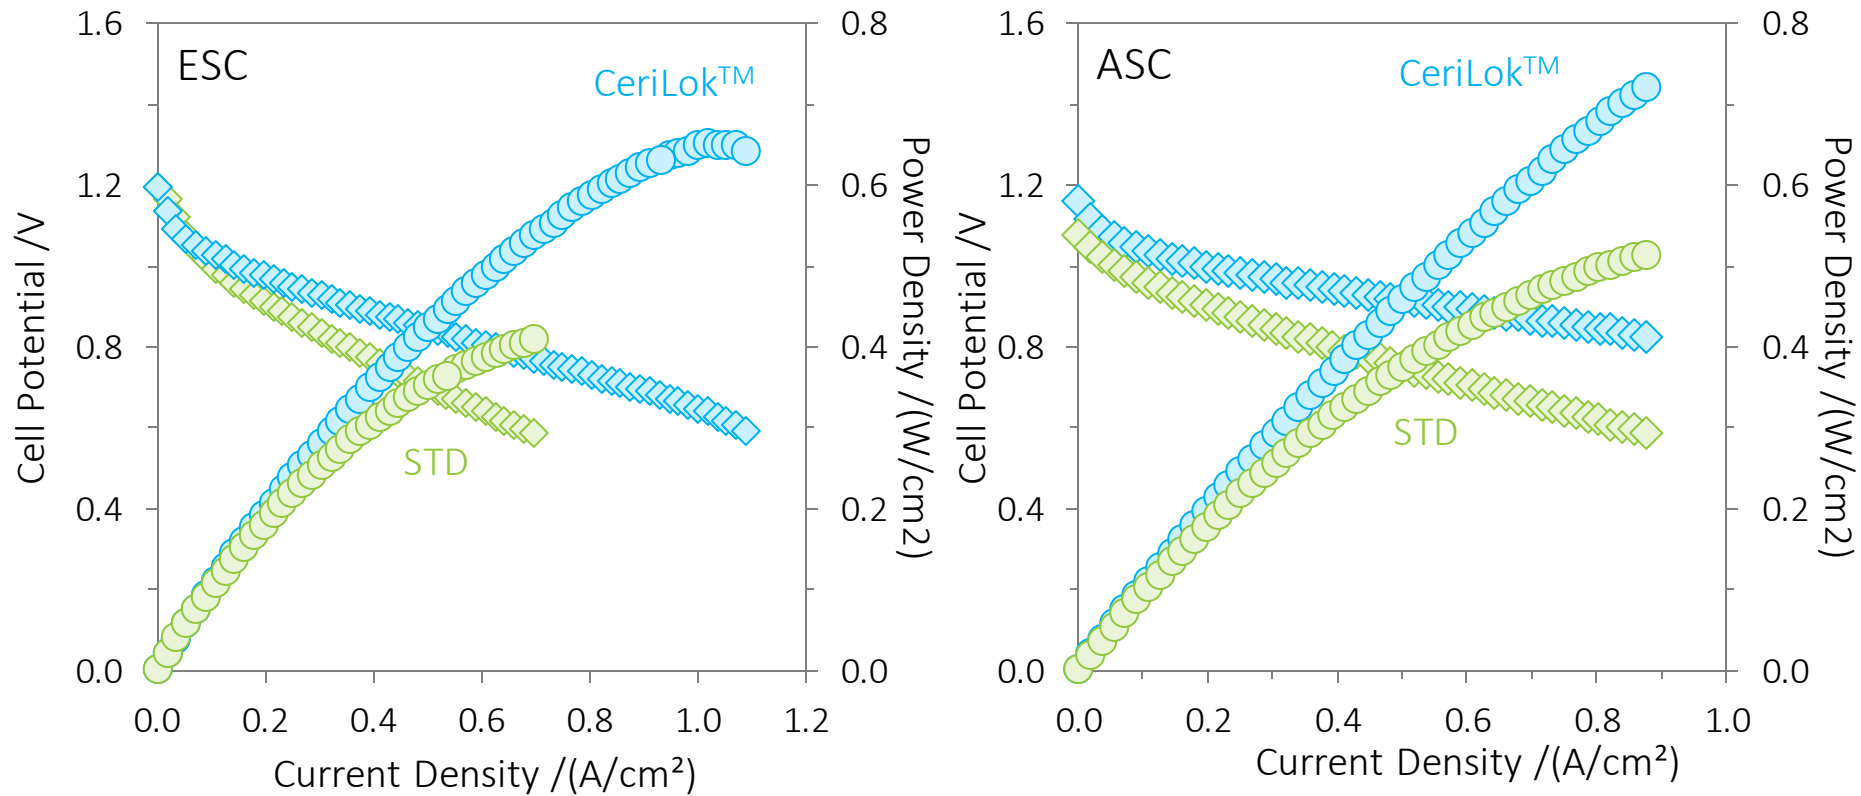 ESC
CeriLok™
STD
1.6
1.2
0.8
0.4
0.0
Cell Potential /V
0.8
0.6
0.4
0.2
0.0
Power Density /(W/cm2)
0.0 0.2 0.4 0.6 0.8 1.0 1.2
Current Density /(A/cm²)
ASC
CeriLok™
STD
1.6
1.2
0.8
0.4
0.0
Cell Potential /V
0.8
0.6
0.4
0.2
0.0
Power Density /(W/cm2)
0.0 0.2 0.4 0.6 0.8 1.0
Current Density /(A/cm²)